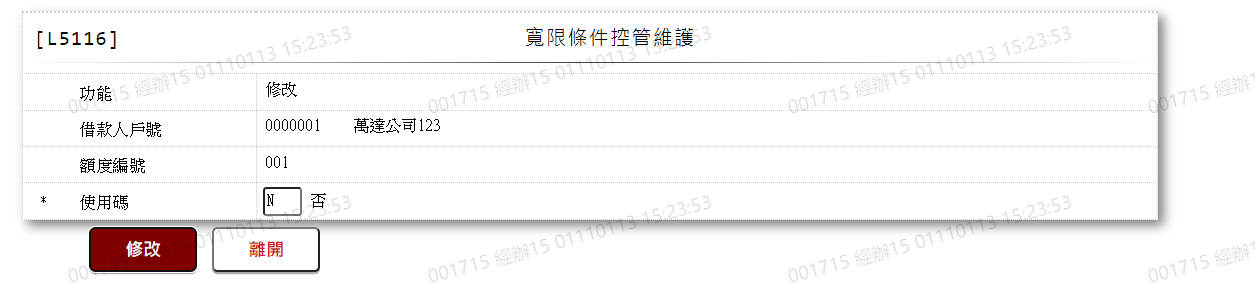 [L5116] 寬限條件控管維護
功能 修改
借款人戶號 0000001 萬達公司123
額度編號 001
* 使用碼 N 否
修改 離開
001715 經辦15 01110113 15:23:53